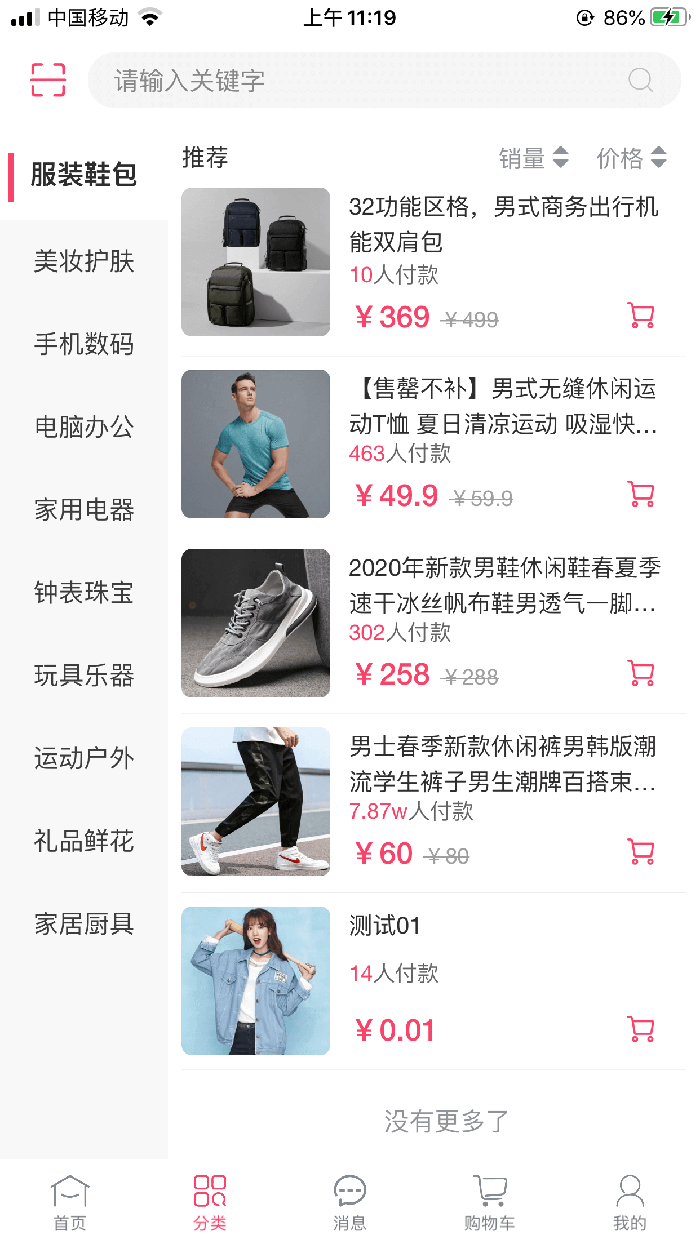 中国移动
上午11:19
86%
请输入关键字
服装鞋包
美妆护肤
手机数码
电脑办公
家用电器
钟表珠宝
玩具乐器
运动户外
礼品鲜花
家居厨具
推荐
销量
价格
32功能区格，男式商务出行机
能双肩包
10人付款
￥369 ￥499
【售罄不补】男式无缝休闲运
动T恤 夏日清凉运动 吸湿快...
463人付款
￥49.9 ￥59.9
2020年新款男鞋休闲鞋春夏季
速干冰丝帆布鞋男透气一脚...
302人付款
￥258 ￥288
男士春季新款休闲裤男韩版潮
流学生裤子男生潮牌百搭束...
7.87w人付款
￥60 ￥80
测试01
14人付款
￥0.01
没有更多了
首页
分类
消息
购物车
我的